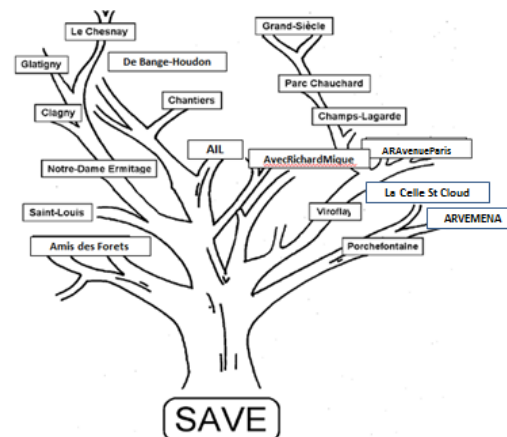 Le Chesnay
Grand-Siècle
Glatigny
De Bange-Houdon
Parc Chauchard
Chantiers
Clagny
Champs-Lagarde
AIL
ARAvenueParis
AvecRichardMique
Notre-Dame Ermitage
La Celle St Cloud
Saint-Louis
Viroflay
ARVEMENA
Amis des Forets
Porchefontaine
SAVE